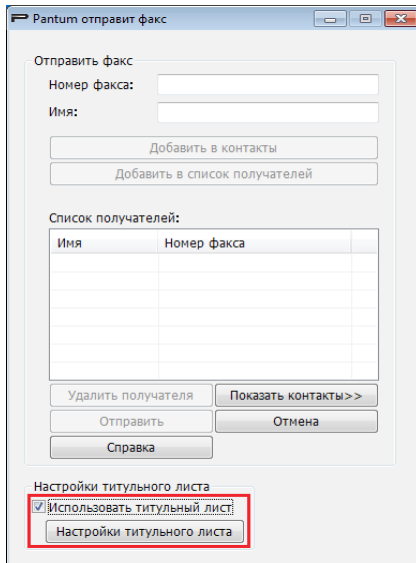 Pantum отправит факс
Отправить факс
Номер факса:
Имя:
Добавить в контакты
Добавить в список получателей
Список получателей:
Имя Номер факса
Удалить получателя Показать контакты>>
Отправить Отмена
Справка
Настройки титульного листа
Использовать титульный лист
Настройки титульного листа